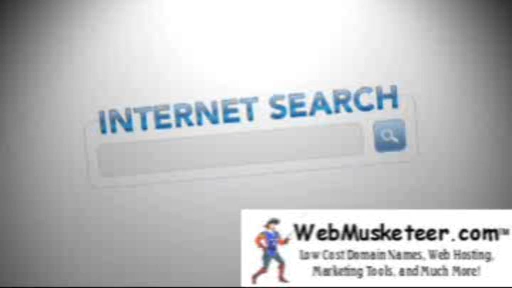 INTERNET SEARCH
WebMusketeer.com™
Low Cost Domain Names, Web Hosting,
Marketing Tools, and Much More!